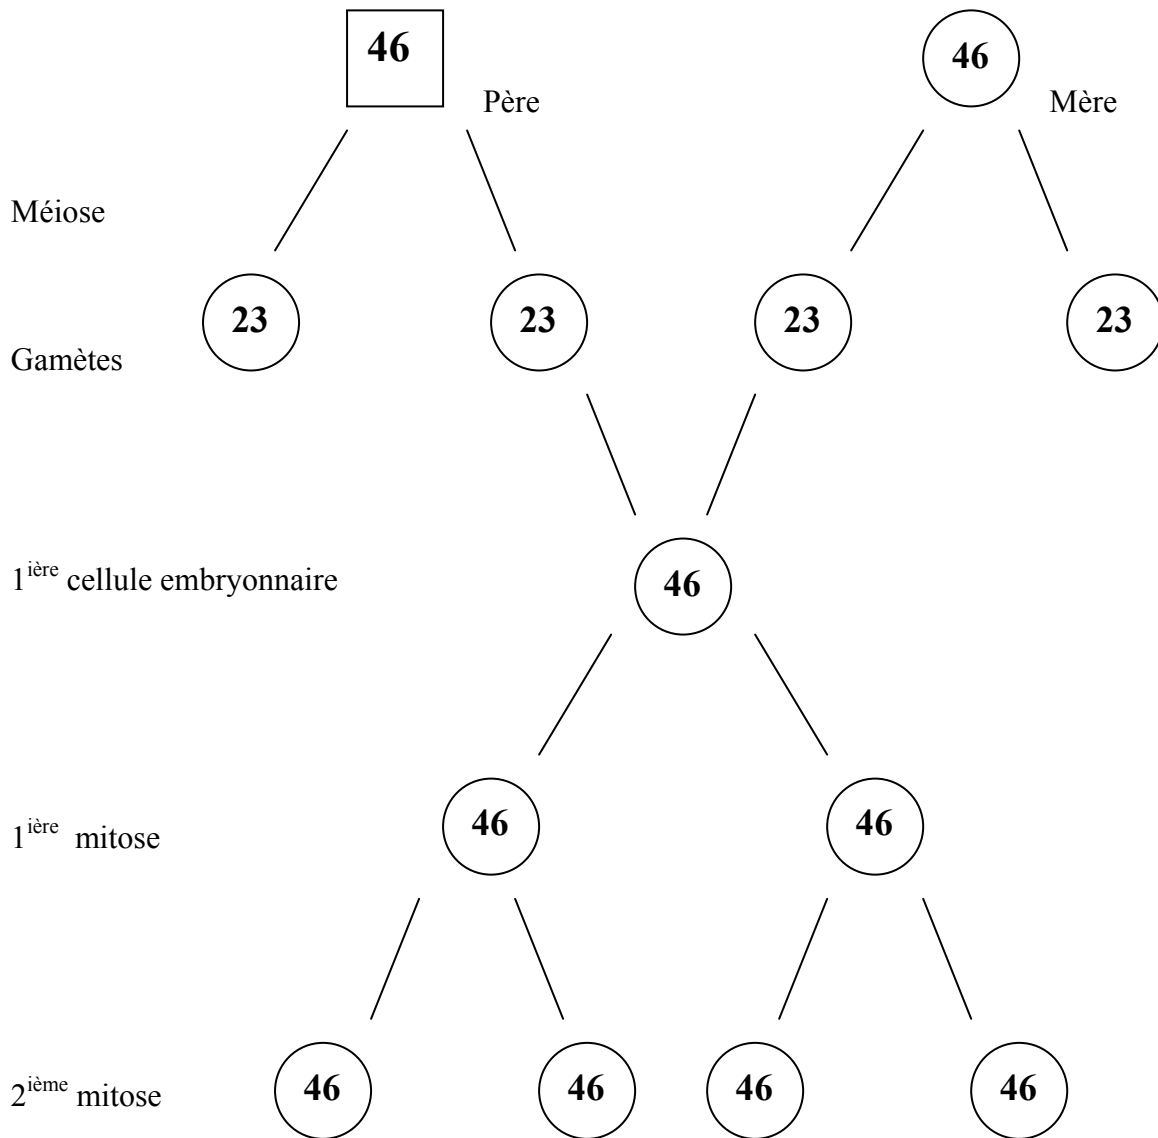 46 46
Père Mère
Méiose
23 23 23 23
Gamètes
1ière cellule embryonnaire
46
1ière mitose
46 46
2ième mitose
46 46 46 46